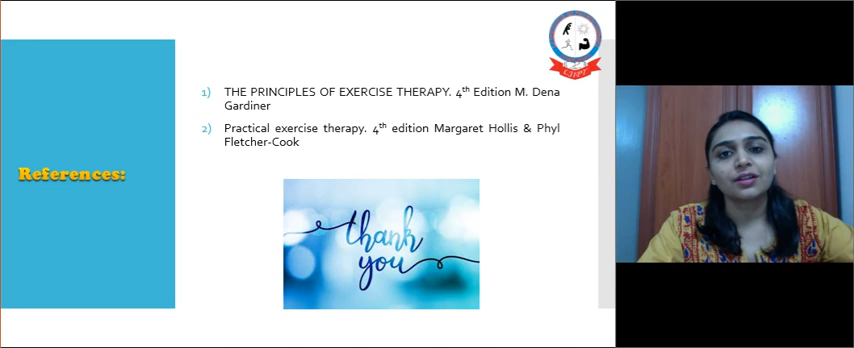 References:
1) THE PRINCIPLES OF EXERCISE THERAPY. 4th Edition M. Dena
Gardiner
2) Practical exercise therapy. 4th edition Margaret Hollis & Phyl
Fletcher-Cook
thank
you